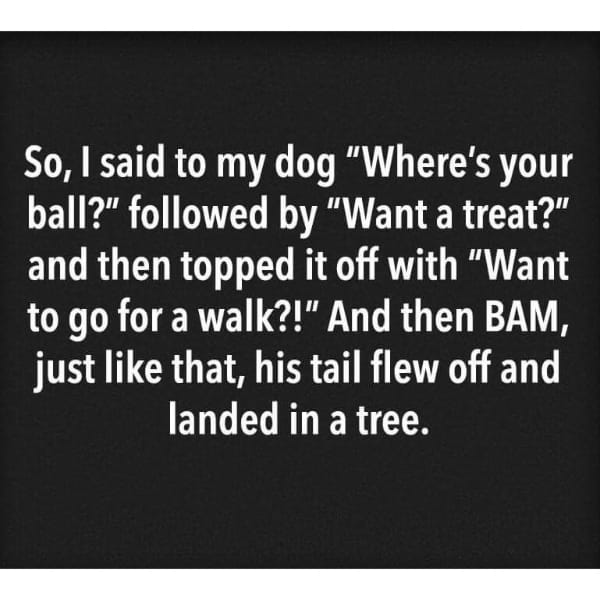 So, I said to my dog "Where's your
ball?" followed by "Want a treat?"
and then topped it off with "Want
to go for a walk?!" And then BAM,
just like that, his tail flew off and
landed in a tree.